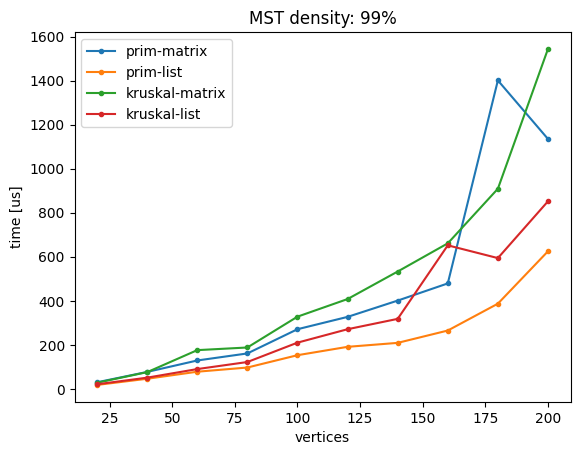 MST density: 99%
prim-matrix
prim-list
kruskal-matrix
kruskal-list
time [us]
1600
1400
1200
1000
800
600
400
200
0
25 50 75 100 125 150 175 200
vertices